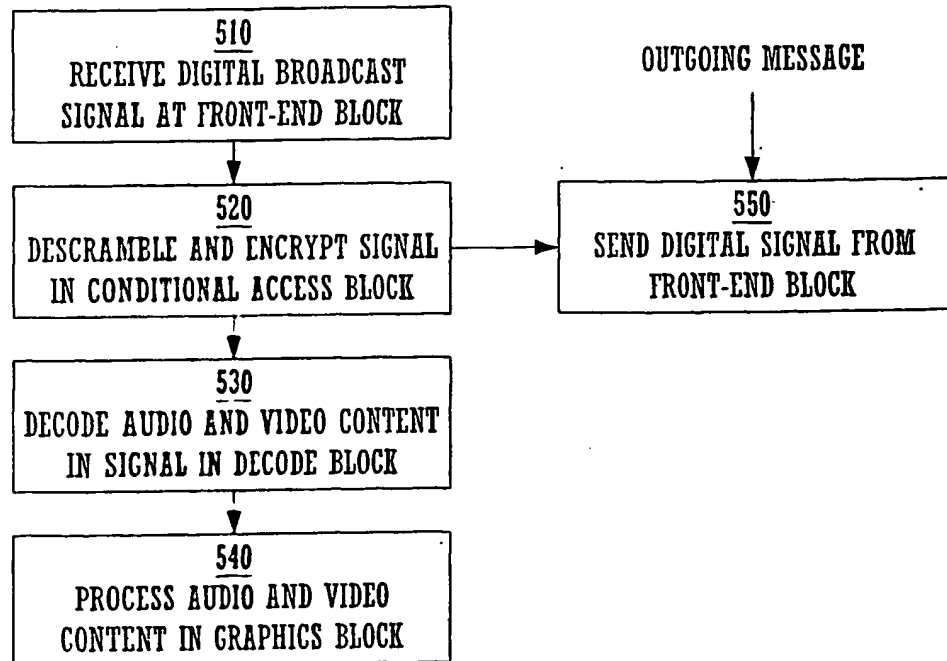 510
RECEIVE DIGITAL BROADCAST
SIGNAL AT FRONT-END BLOCK
520
DESCRAMBLE AND ENCRYPT SIGNAL
IN CONDITIONAL ACCESS BLOCK
530
DECODE AUDIO AND VIDEO CONTENT
IN SIGNAL IN DECODE BLOCK
540
PROCESS AUDIO AND VIDEO
CONTENT IN GRAPHICS BLOCK
OUTGOING MESSAGE
550
SEND DIGITAL SIGNAL FROM
FRONT-END BLOCK